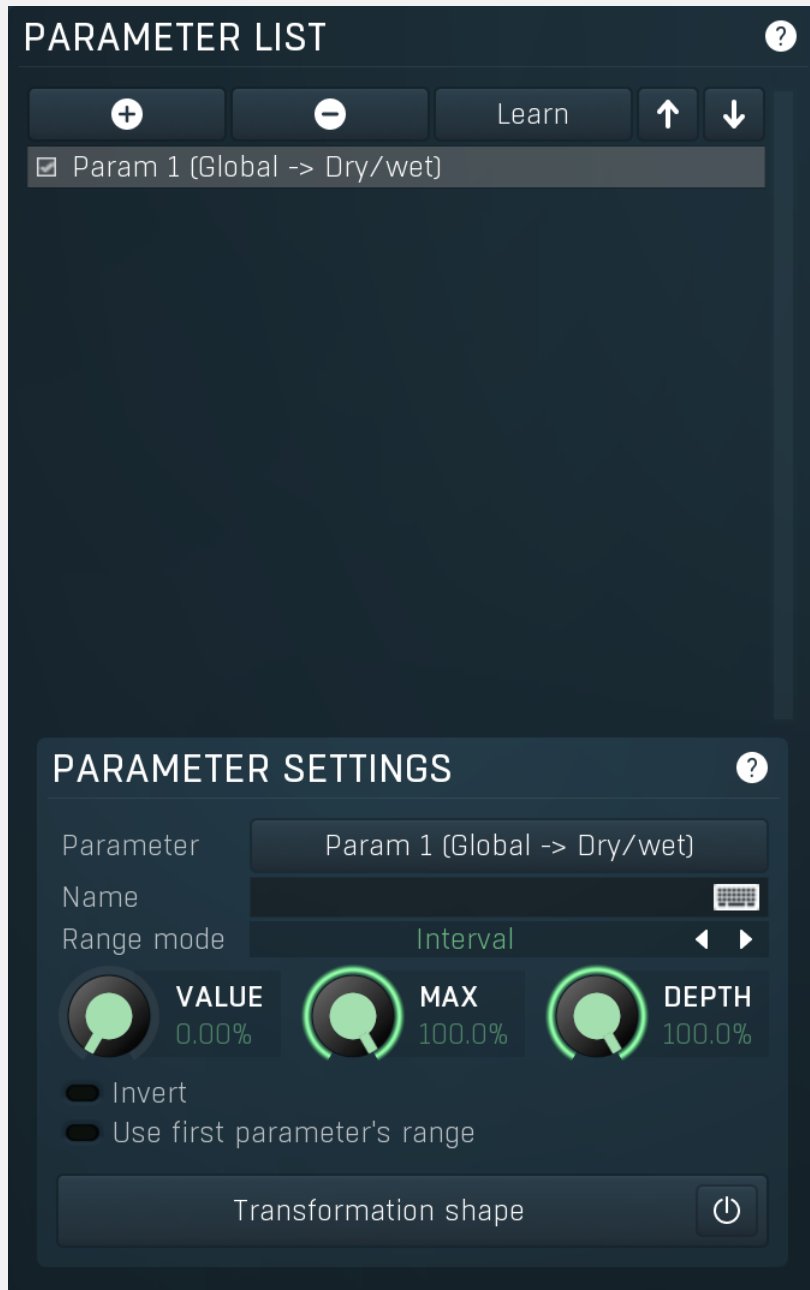 PARAMETER LIST ?
Learn
Param 1 (Global -> Dry/wet)
PARAMETER SETTINGS ?
Parameter Param 1 (Global -> Dry/wet)
Name
Range mode Interval
VALUE MAX DEPTH
0.00% 100.0% 100.0%
Invert
Use first parameter's range
Transformation shape